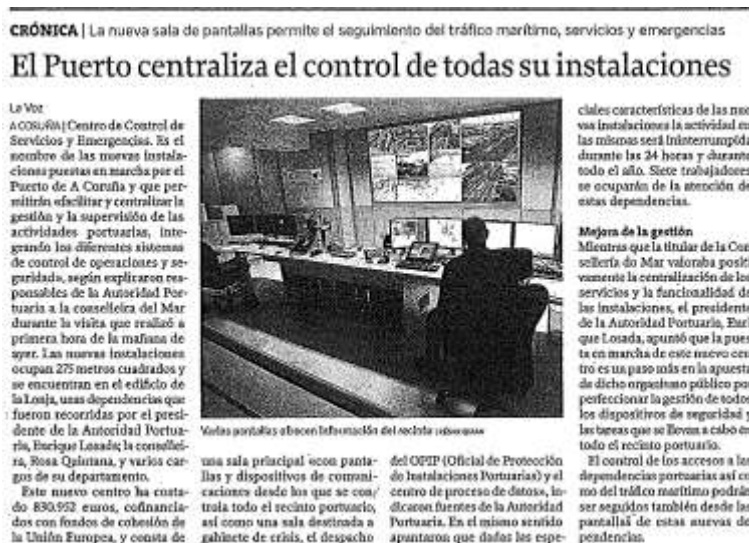 CRÓNICA | La nueva sala de pantallas permite el seguimiento del tráfico marítimo, servicios y emergencias
El Puerto centraliza el control de todas su instalaciones
La Voz
A CORUÑA | Centro de Control de
Servicios y Emergencias. Es el
nombre de las nuevas instala-
ciones puestas en marcha por el
Puerto de A Coruña y que per-
mitirán «facilitar y centralizar la
gestión y la supervisión de las
actividades portuarias, inte-
grando los diferentes sistemas
de control de operaciones y se-
guridad», según explicaron res-
ponsables de la Autoridad Por-
tuaria a la conselleira del Mar
durante la visita que realizó a
primera hora de la mañana de
ayer. Las nuevas instalaciones
ocupan 275 metros cuadrados y
se encuentran en el edificio de
la Lonja, unas dependencias que
fueron recorridas por el presi-
dente de la Autoridad Portua-
ria, Enrique Losada; la consellei-
ra, Rosa Quintana, y varios car-
gos de su departamento.
Este nuevo centro ha costa-
do 830.952 euros, cofinancia-
dos con fondos de cohesión de
la Unión Europea, y consta de
Varias pantallas ofrecen información del recinto
una sala principal «con panta-
llas y dispositivos de comuni-
caciones desde los que se con-
trola todo el recinto portuario,
así como una sala destinada a
gabinete de crisis, el despacho
del OPIP (Oficial de Protección
de Instalaciones Portuarias) y el
centro de proceso de datos», in-
dicaron fuentes de la Autoridad
Portuaria. En el mismo sentido
apuntaron que dadas las espe-
ciales características de las nue
vas instalaciones la actividad en
las mismas será ininterrumpida
durante las 24 horas y durante
todo el año. Siete trabajadores
se ocuparán de la atención de
estas dependencias.
Mejora de la gestión
Mientras que la titular de la Con
sellería do Mar valoraba positi
vamente la centralización de los
servicios y la funcionalidad de
las instalaciones, el presidente
de la Autoridad Portuaria, Enri
que Losada, apuntó que la pues
ta en marcha de este nuevo cen
tro es un paso más en la apuesta
de dicho organismo público por
perfeccionar la gestión de todos
los dispositivos de seguridad y
las tareas que se llevan a cabo en
todo el recinto portuario.
El control de los accesos a las
dependencias portuarias así co
mo del tráfico marítimo podrán
ser seguidos también desde las
pantallas de estas nuevas de
pendencias.